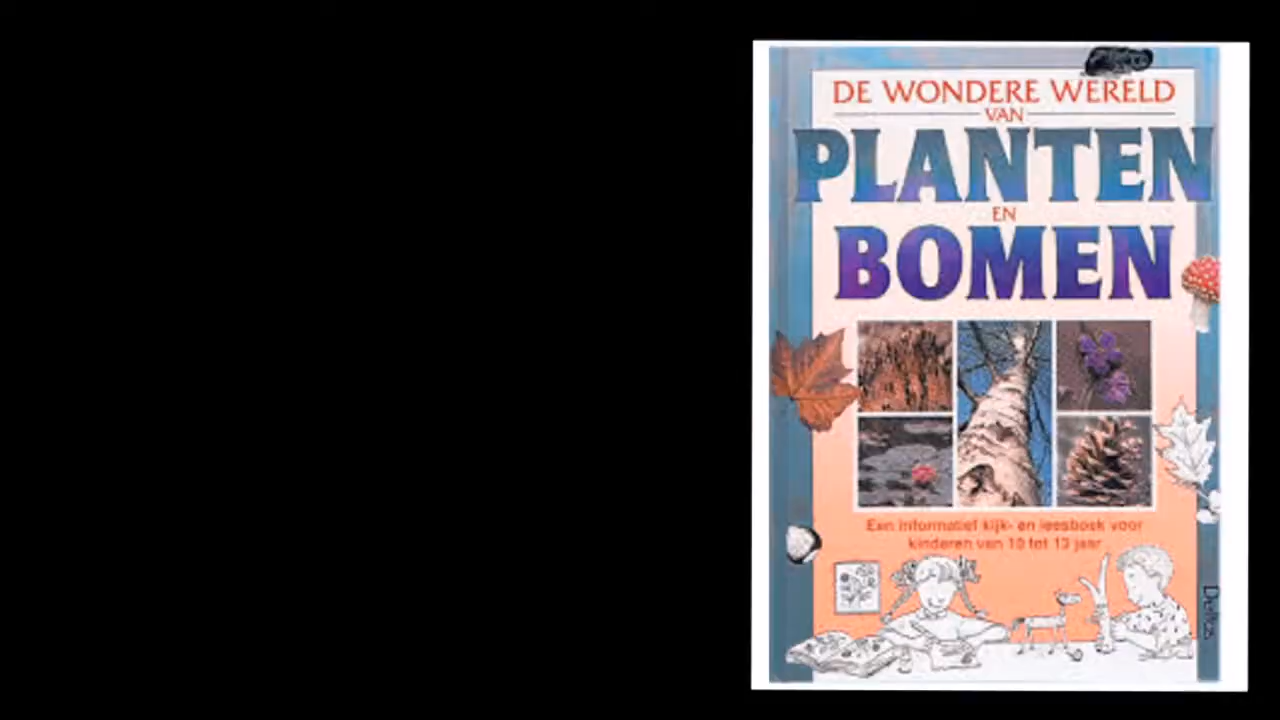 DE WONDERE WERELD
VAN
PLANTEN
EN
BOMEN
Een informatief kijk- en leesboek voor
kinderen van 10 tot 13 jaar
Deltas